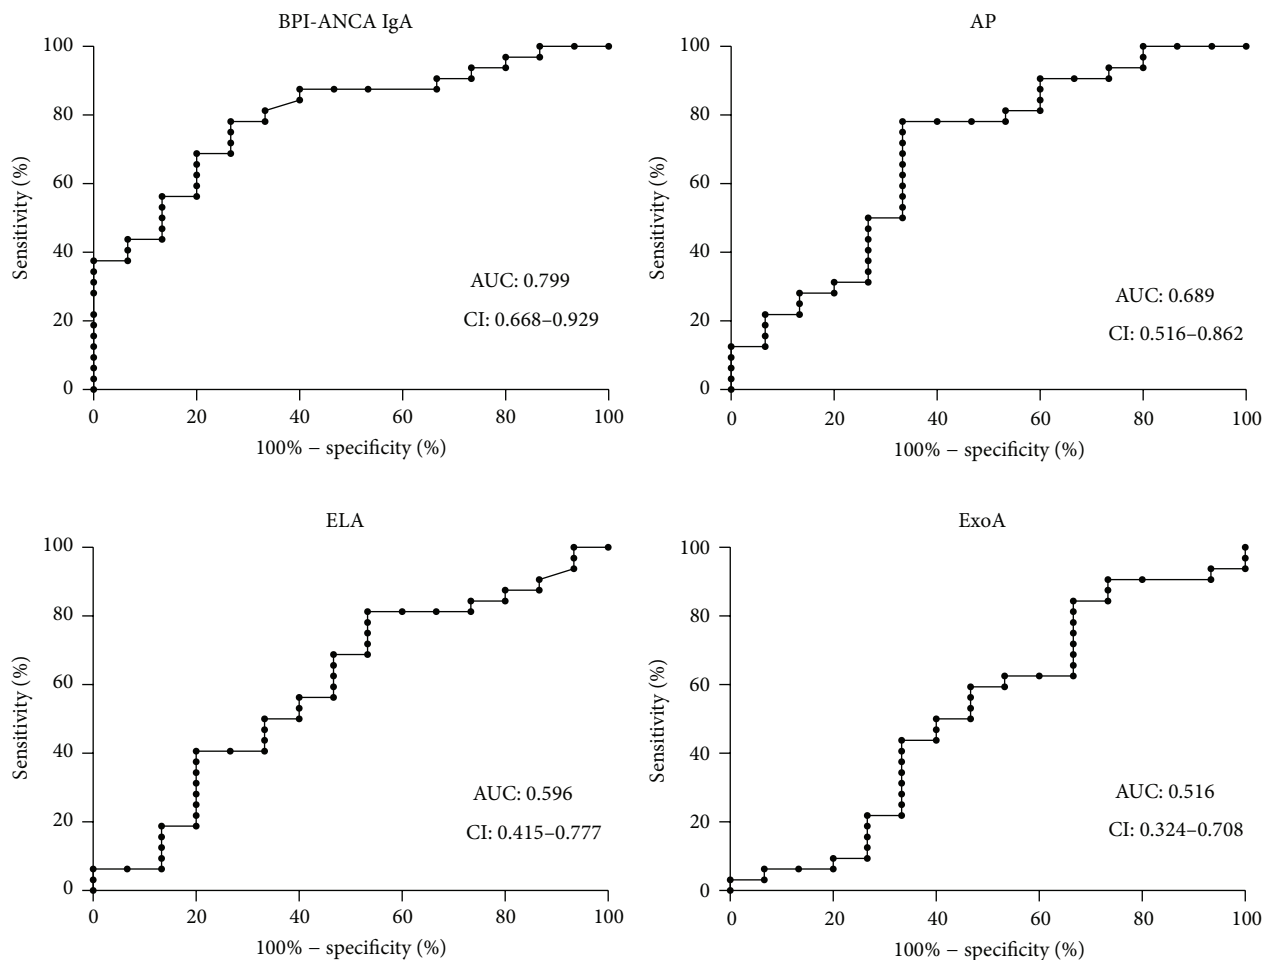 BPI-ANCA IgA
100
80
60
40
20
0
Sensitivity (%)
AUC: 0.799
CI: 0.668–0.929
0 20 40 60 80 100
100% − specificity (%)
AP
100
80
60
40
20
0
Sensitivity (%)
AUC: 0.689
CI: 0.516–0.862
0 20 40 60 80 100
100% − specificity (%)
ELA
100
80
60
40
20
0
Sensitivity (%)
AUC: 0.596
CI: 0.415–0.777
0 20 40 60 80 100
100% − specificity (%)
ExoA
100
80
60
40
20
0
Sensitivity (%)
AUC: 0.516
CI: 0.324–0.708
0 20 40 60 80 100
100% − specificity (%)